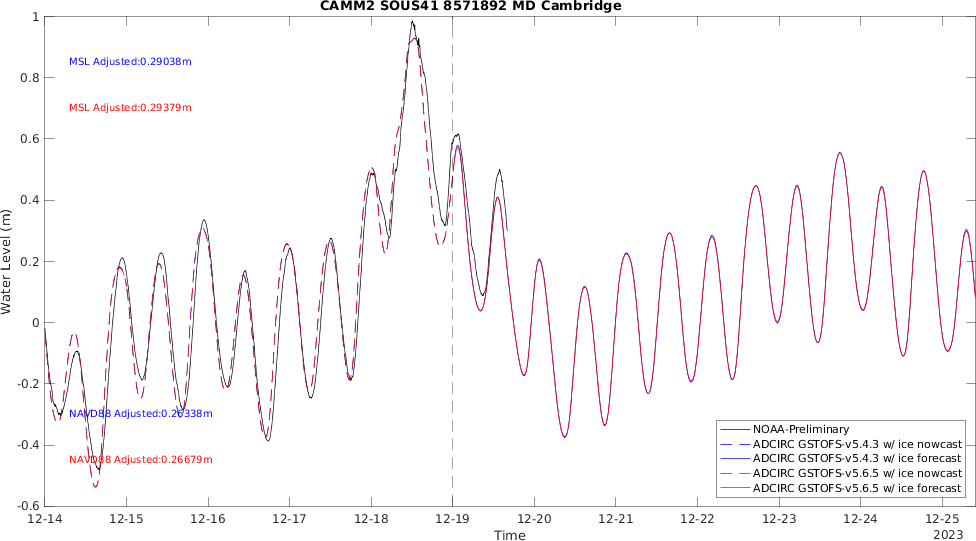 CAMM2 SOUS41 8571892 MD Cambridge
1
0.8
0.6
0.4
0.2
0
-0.2
-0.4
-0.6
Water Level (m)
MSL Adjusted:0.29038m
MSL Adjusted:0.29379m
NAVD88 Adjusted:0.26338m
NAVD88 Adjusted:0.26679m
NOAA-Preliminary
ADCIRC GSTOFS-v5.4.3 w/ ice nowcast
ADCIRC GSTOFS-v5.4.3 w/ ice forecast
ADCIRC GSTOFS-v5.6.5 w/ ice nowcast
ADCIRC GSTOFS-v5.6.5 w/ ice forecast
12-14 12-15 12-16 12-17 12-18 12-19 12-20 12-21 12-22 12-23 12-24 12-25
Time
2023